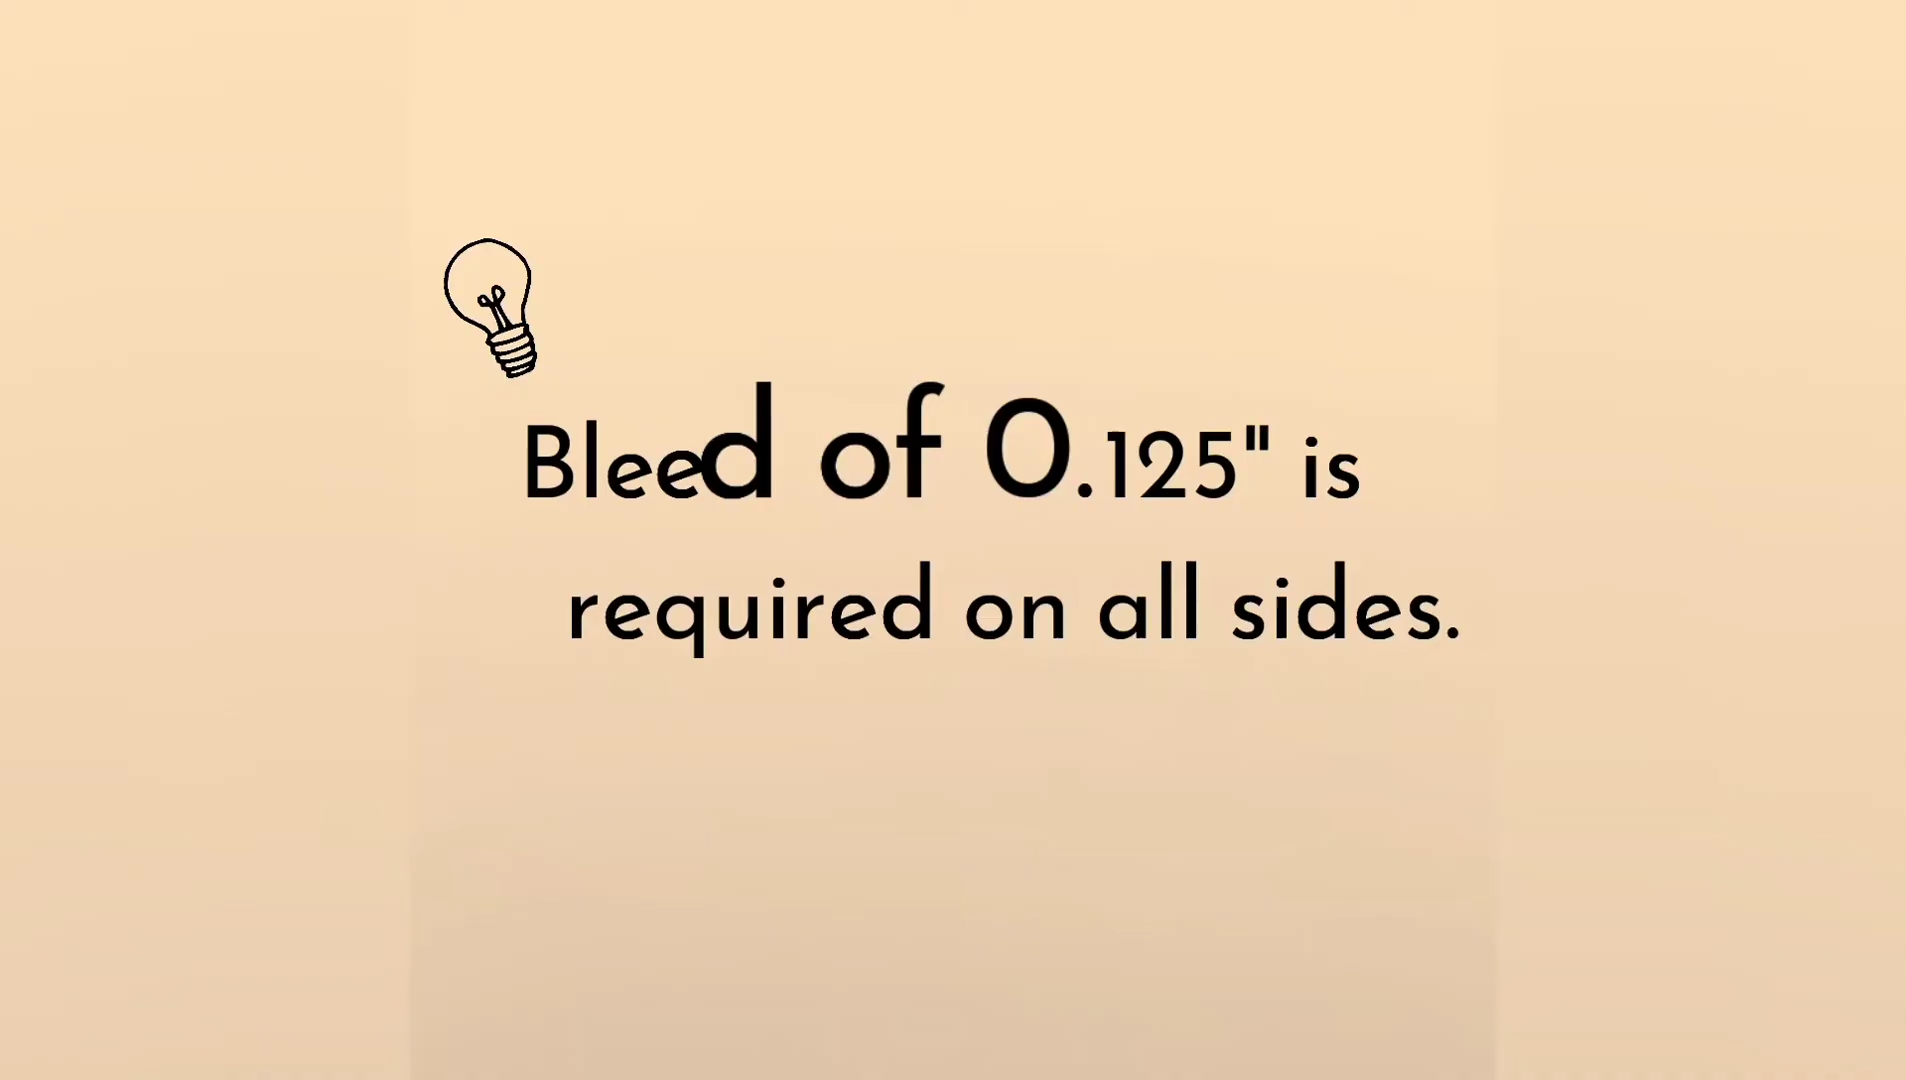 Bleed of 0.125" is
required on all sides.